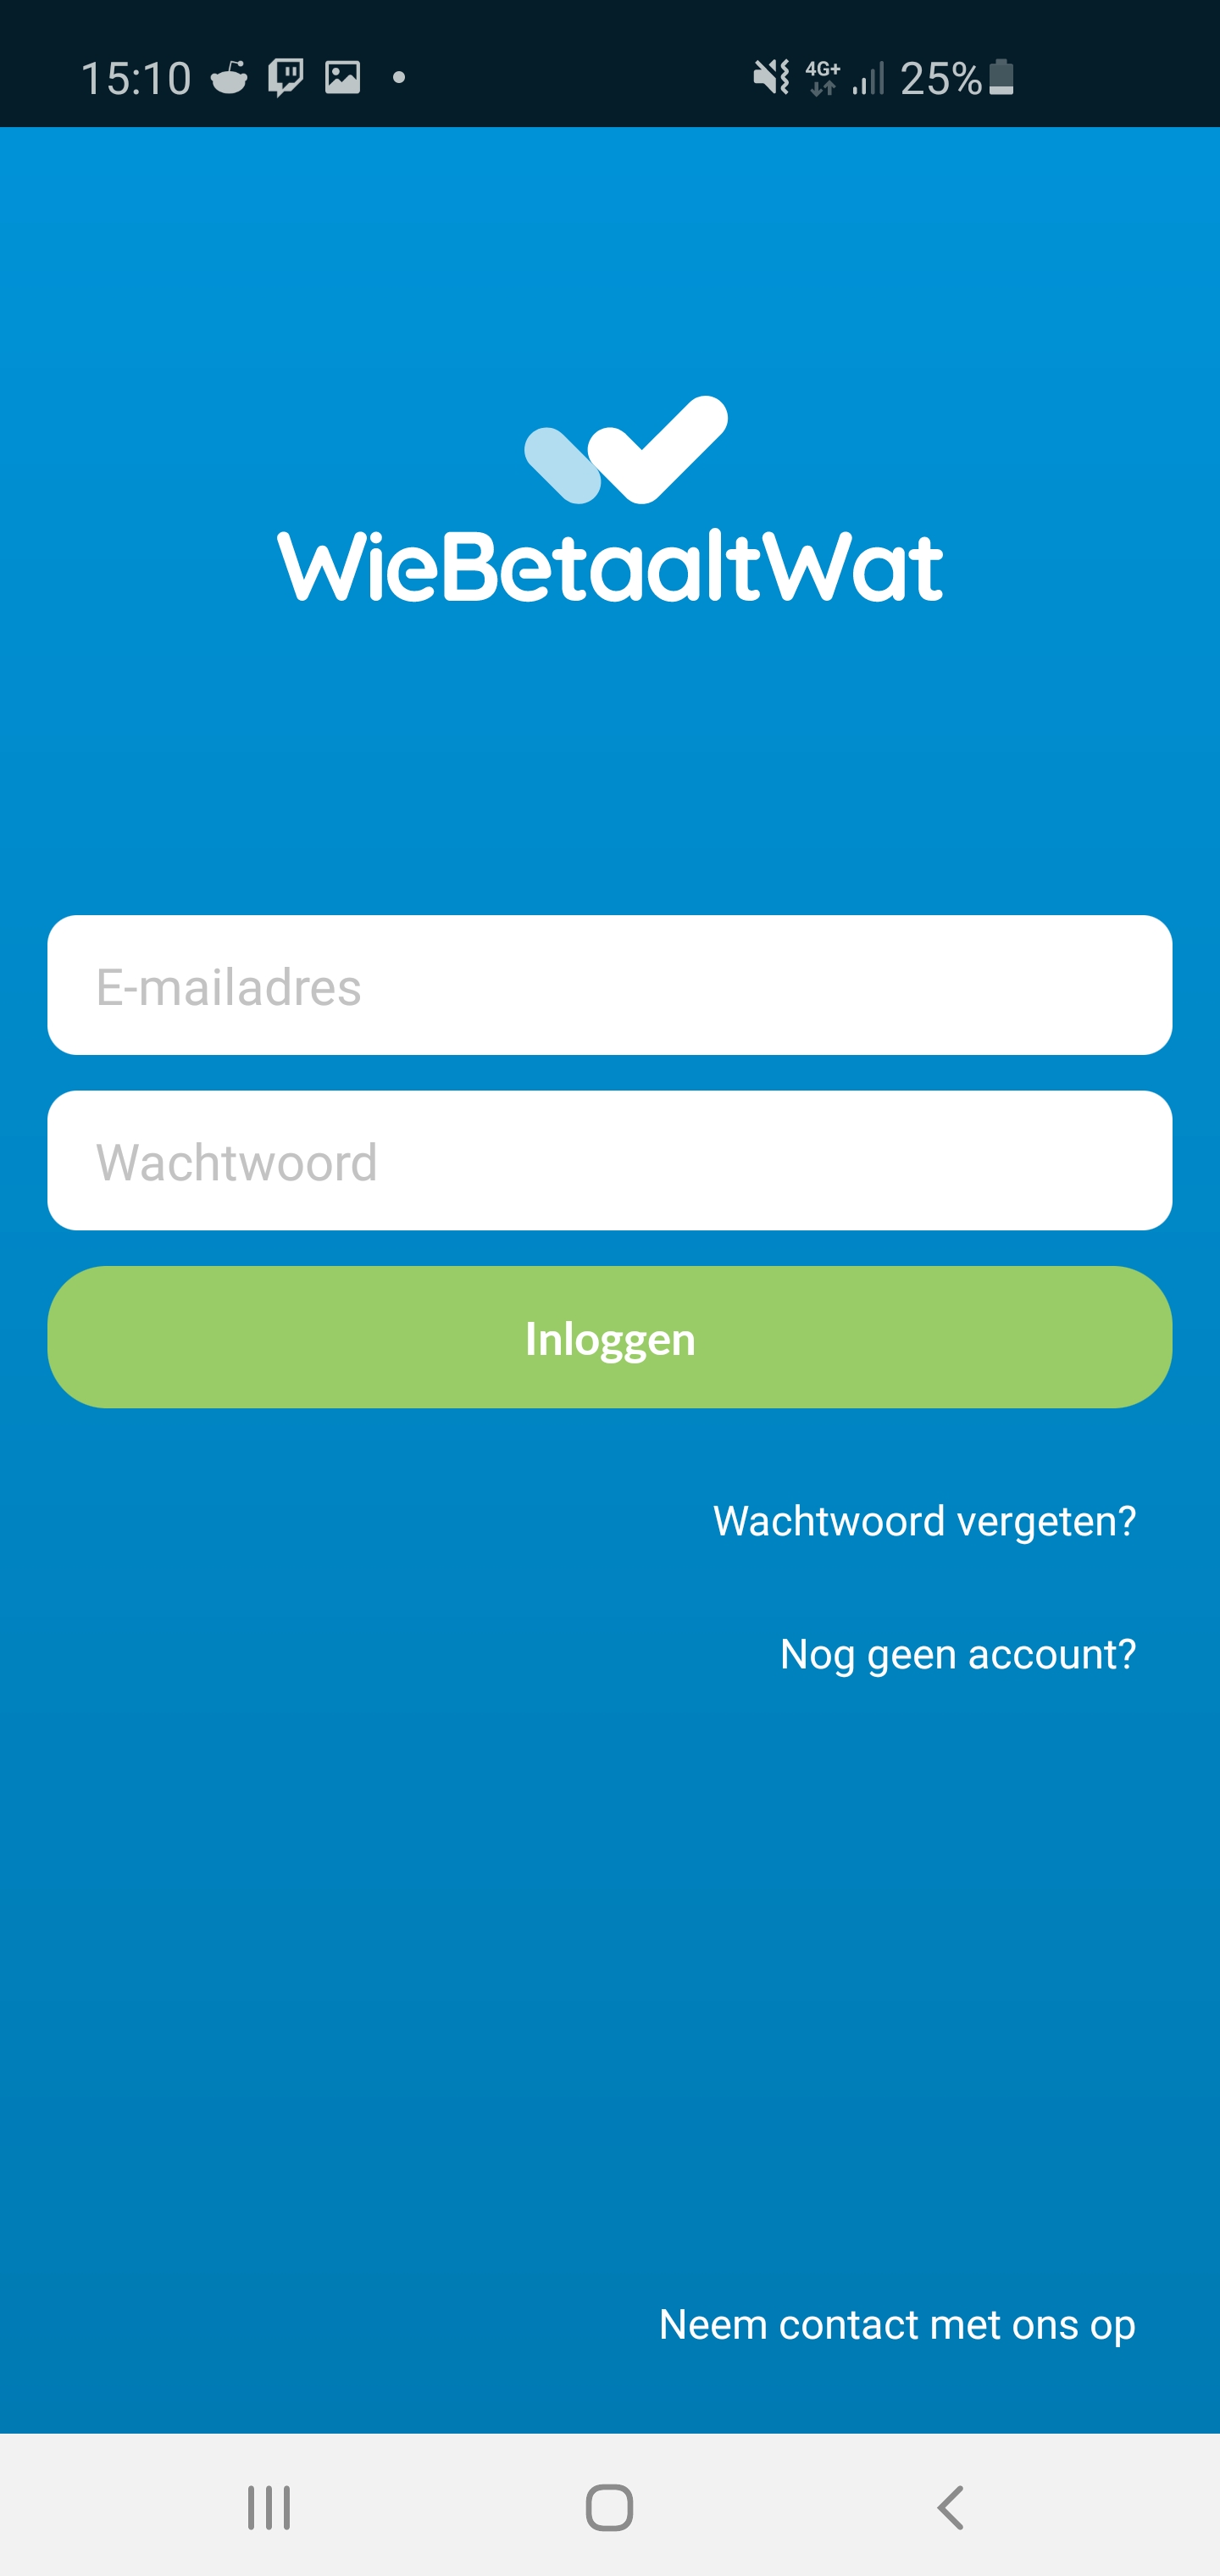 15:10 4G+ 25%
WieBetaaltWat
E-mailadres
Wachtwoord
Inloggen
Wachtwoord vergeten?
Nog geen account?
Neem contact met ons op